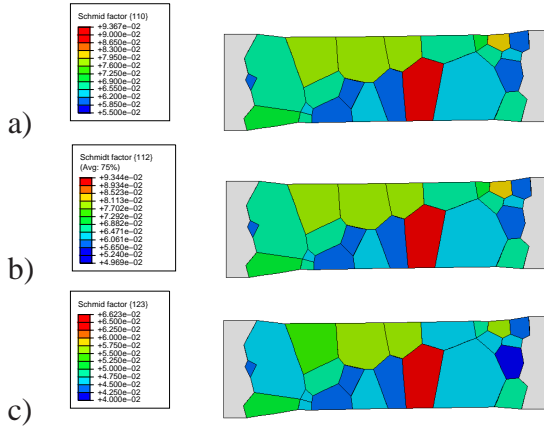 Schmid factor {110}
+9.367e-02
+9.000e-02
+8.650e-02
+8.300e-02
+7.950e-02
+7.600e-02
+7.250e-02
+6.900e-02
+6.550e-02
+6.200e-02
+5.850e-02
+5.500e-02
a)
Schmidt factor {112}
(Avg: 75%)
+9.344e-02
+8.934e-02
+8.523e-02
+8.113e-02
+7.702e-02
+7.292e-02
+6.882e-02
+6.471e-02
+6.061e-02
+5.650e-02
+5.240e-02
+4.969e-02
b)
Schmid factor {123}
+6.623e-02
+6.500e-02
+6.250e-02
+6.000e-02
+5.750e-02
+5.500e-02
+5.250e-02
+5.000e-02
+4.750e-02
+4.500e-02
+4.250e-02
+4.000e-02
c)